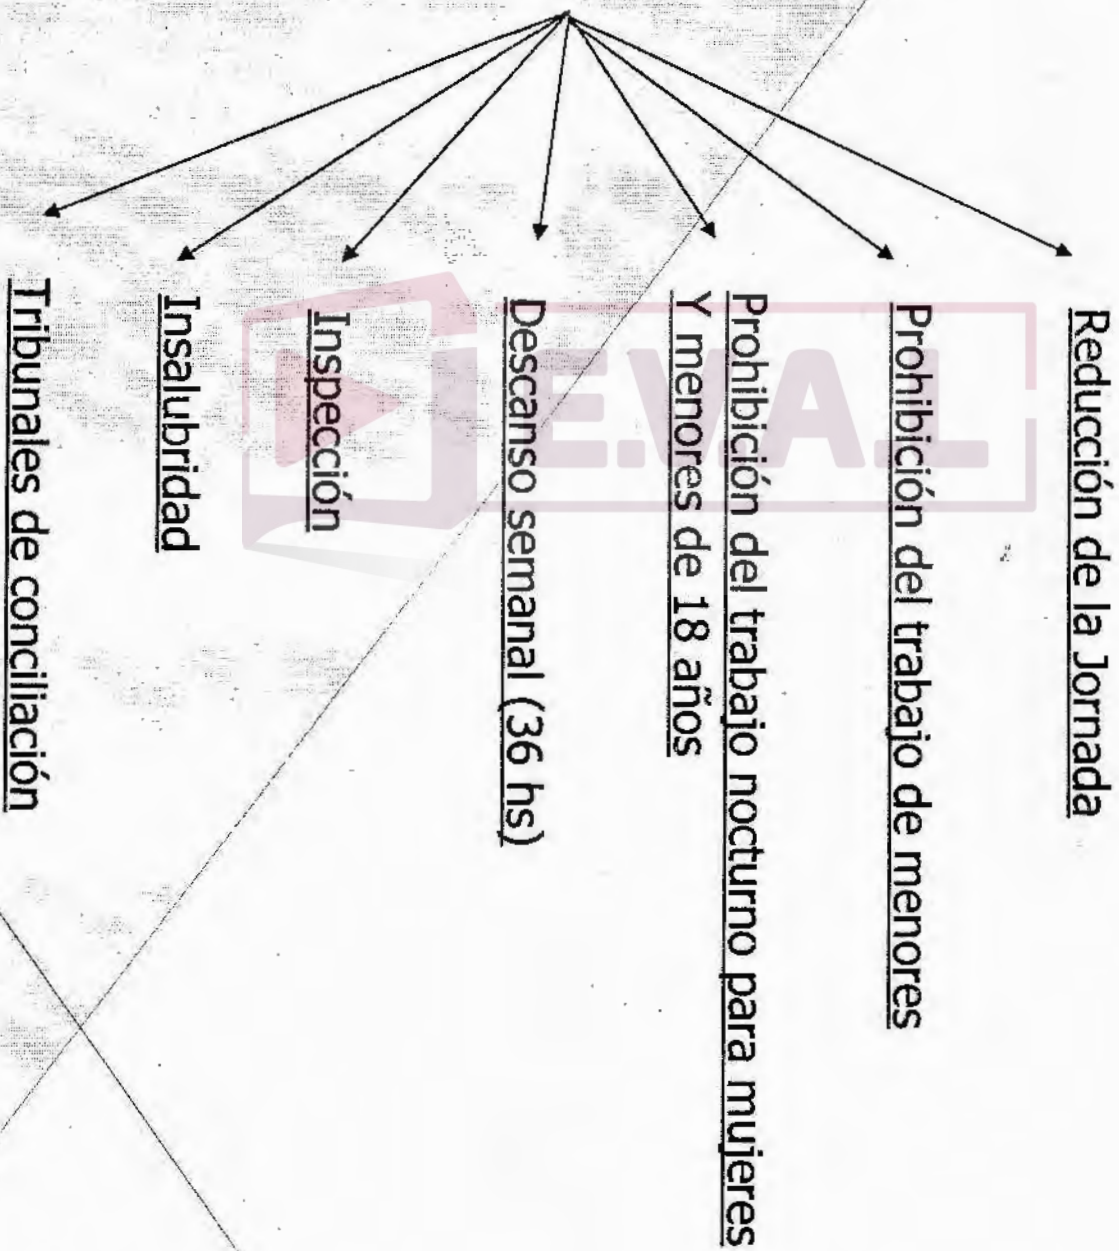 Reducción de la Jornada
Prohibición del trabajo de menores
Prohibición del trabajo nocturno para mujeres
Y menores de 18 años
Descanso semanal (36 hs)
Inspección
Insalubridad
Tribunales de conciliación
E.V.A.L